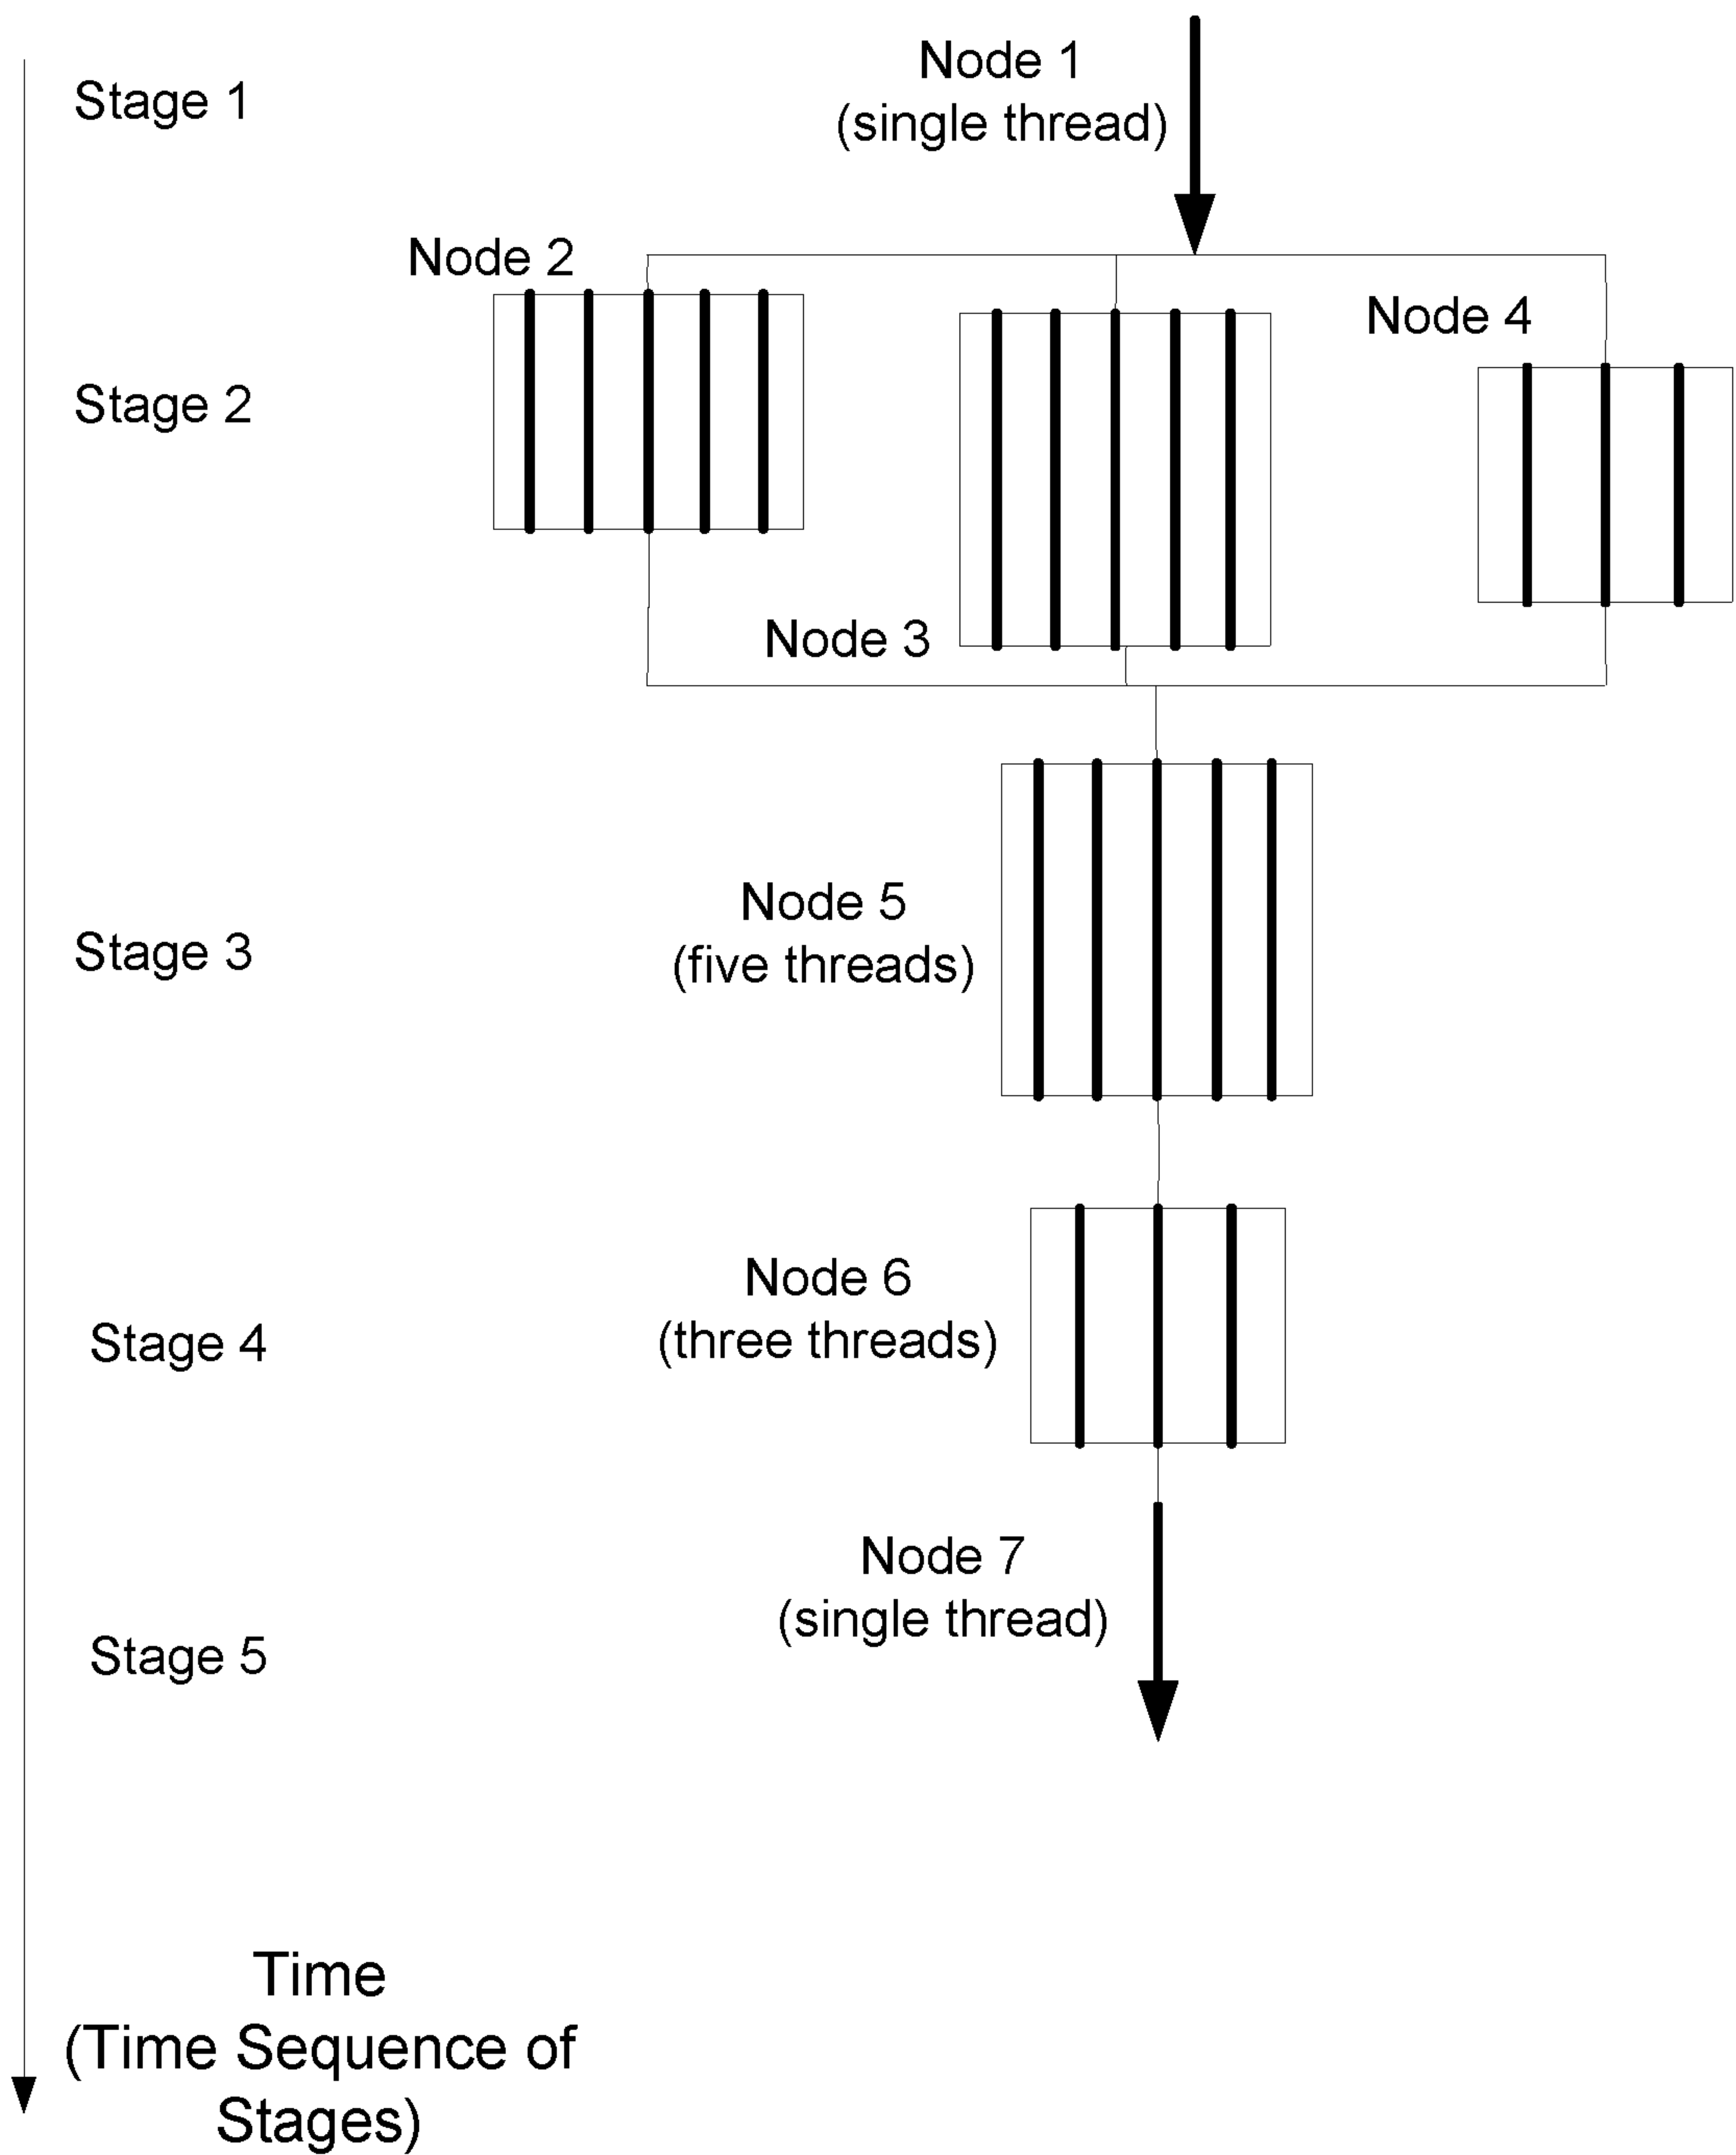 Node 1
(single thread)
Stage 1
Node 2
Node 4
Stage 2
Node 3
Node 5
(five threads)
Stage 3
Node 6
(three threads)
Stage 4
Node 7
(single thread)
Stage 5
Time
(Time Sequence of
Stages)